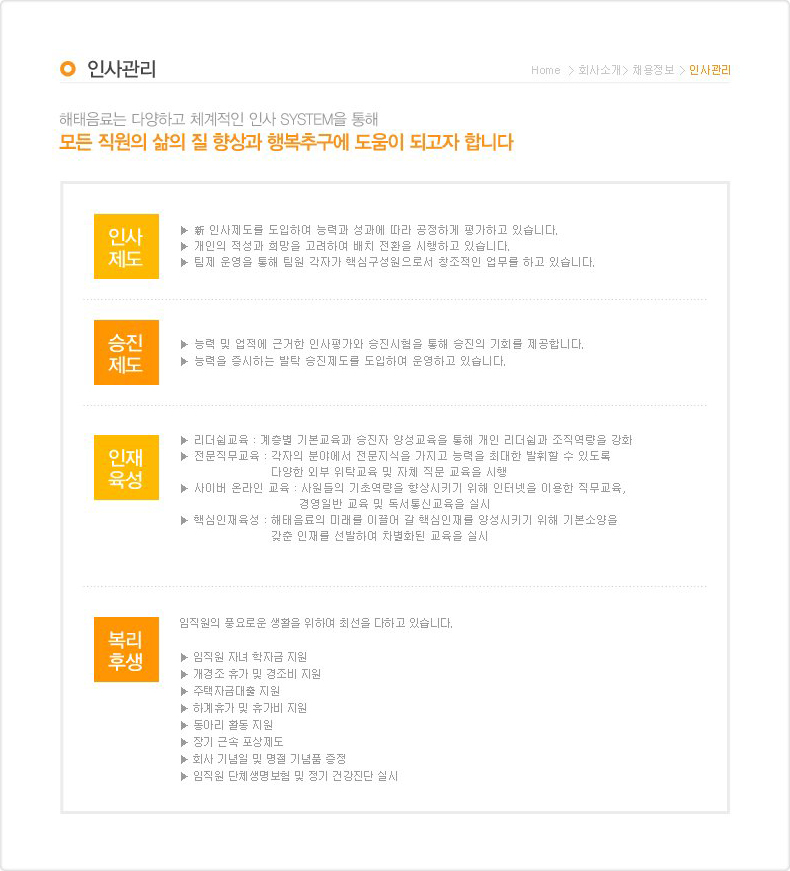 인사관리
Home > 회사소개 > 채용정보 > 인사관리
해태음료는 다양하고 체계적인 인사 SYSTEM을 통해
모든 직원의 삶의 질 향상과 행복추구에 도움이 되고자 합니다
인사
제도
▶ 新 인사제도를 도입하여 능력과 성과에 따라 공정하게 평가하고 있습니다.
▶ 개인의 적성과 희망을 고려하여 배치 전환을 시행하고 있습니다.
▶ 팀제 운영을 통해 팀원 각자가 핵심구성원으로서 창조적인 업무를 하고 있습니다.
승진
제도
▶ 능력 및 업적에 근거한 인사평가와 승진시험을 통해 승진의 기회를 제공합니다.
▶ 능력을 증시하는 발탁 승진제도를 도입하여 운영하고 있습니다.
인재
육성
▶ 리더쉽교육 : 계층별 기본교육과 승진자 양성교육을 통해 개인 리더쉽과 조직역량을 강화
▶ 전문직무교육 : 각자의 분야에서 전문지식을 가지고 능력을 최대한 발휘할 수 있도록
다양한 외부 위탁교육 및 자체 직문 교육을 시행
▶ 사이버 온라인 교육 : 사원들의 기초역량을 향상시키기 위해 인터넷을 이용한 직무교육,
경영일반 교육 및 독서통신교육을 실시
▶ 핵심인재육성 : 해태음료의 미래를 이끌어 갈 핵심인재를 양성시키기 위해 기본소양을
갖춘 인재를 선발하여 차별화된 교육을 실시
복리
후생
임직원의 풍요로운 생활을 위하여 최선을 다하고 있습니다.
▶ 임직원 자녀 학자금 지원
▶ 개경조 휴가 및 경조비 지원
▶ 주택자금대출 지원
▶ 하계휴가 및 휴가비 지원
▶ 동아리 활동 지원
▶ 장기 근속 포상제도
▶ 회사 기념일 및 명절 기념품 증정
▶ 임직원 단체생명보험 및 정기 건강진단 실시